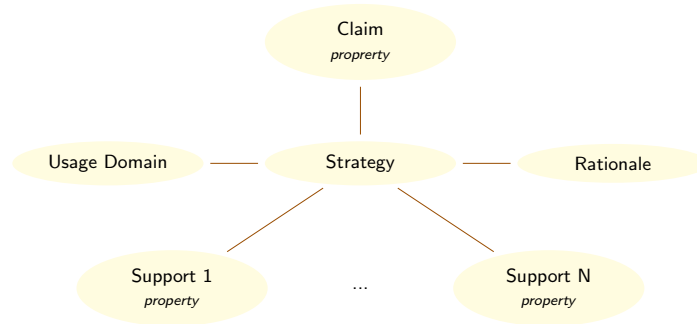 Claim
proprerty
Usage Domain
Strategy
Rationale
Support 1
property
...
Support N
property